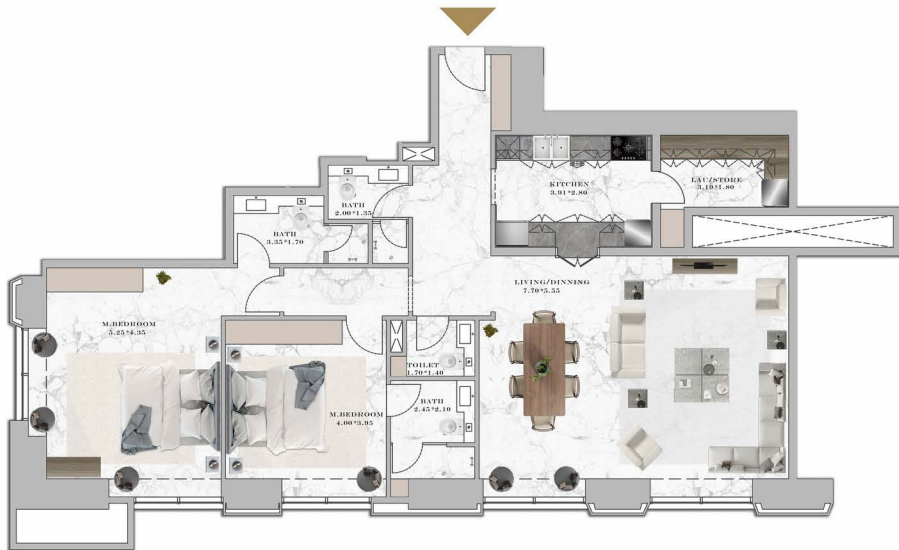 KITCHEN
3.91*2.80
LAU/STORE
3.19*1.80
BATH
2.00*1.35
BATH
3.35*1.70
LIVING/DINNING
7.70*5.55
M.BEDROOM
5.25*4.35
TOILET
1.70*1.40
BATH
2.45*2.10
M.BEDROOM
4.00*3.95